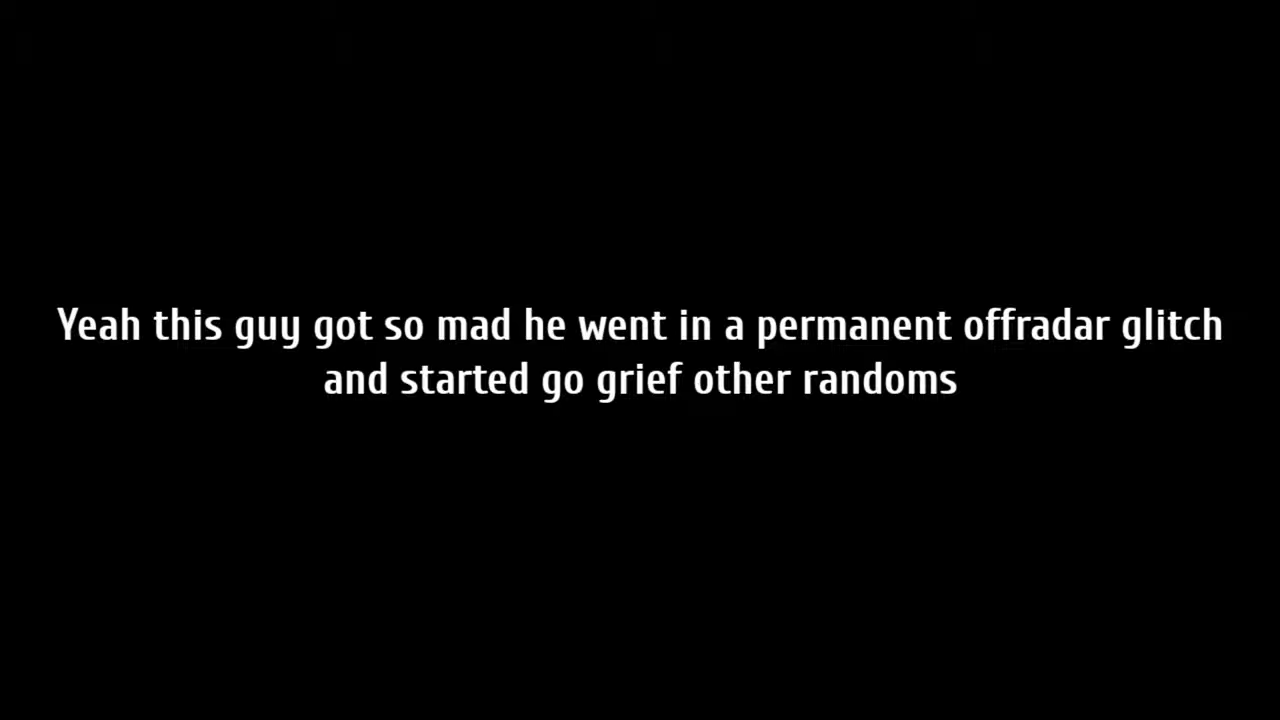 Yeah this guy got so mad he went in a permanent offradar glitch
and started go grief other randoms